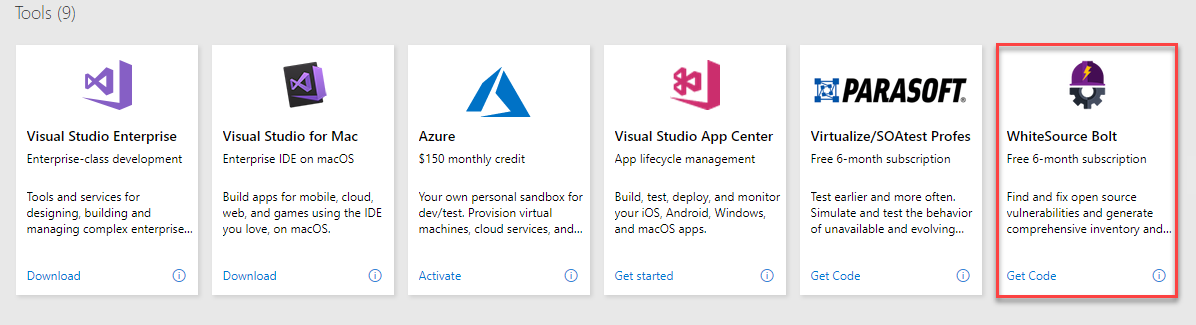 Tools (9)
Visual Studio Enterprise
Enterprise-class development
Tools and services for
designing, building and
managing complex enterprise...
Download
Visual Studio for Mac
Enterprise IDE on macOS
Build apps for mobile, cloud,
web, and games using the IDE
you love, on macOS.
Download
Azure
$150 monthly credit
Your own personal sandbox for
dev/test. Provision virtual
machines, cloud services, and...
Activate
Visual Studio App Center
App lifecycle management
Build, test, deploy, and monitor
your iOS, Android, Windows,
and macOS apps.
Get started
PARASOFT.
Virtualize/SOAtest Profes
Free 6-month subscription
Test earlier and more often.
Simulate and test the behavior
of unavailable and evolving...
Get Code
WhiteSource Bolt
Free 6-month subscription
Find and fix open source
vulnerabilities and generate
comprehensive inventory and...
Get Code